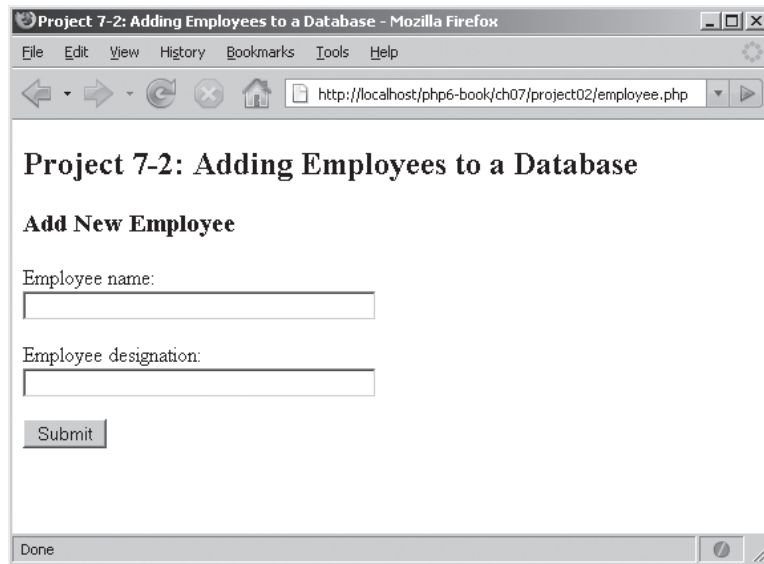 Project 7-2: Adding Employees to a Database - Mozilla Firefox
File Edit View History Bookmarks Tools Help
http://localhost/php6-book/ch07/project02/employee.php
Project 7-2: Adding Employees to a Database
Add New Employee
Employee name:
Employee designation:
Submit
Done